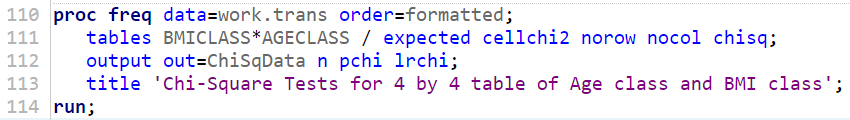 110 proc freq data=work.trans order=formatted;
111 tables BMICLASS*AGECLASS / expected cellchi2 norow nocol chisq;
112 output out=ChiSqData n pchi lrchi;
113 title 'Chi-Square Tests for 4 by 4 table of Age class and BMI class';
114 run;